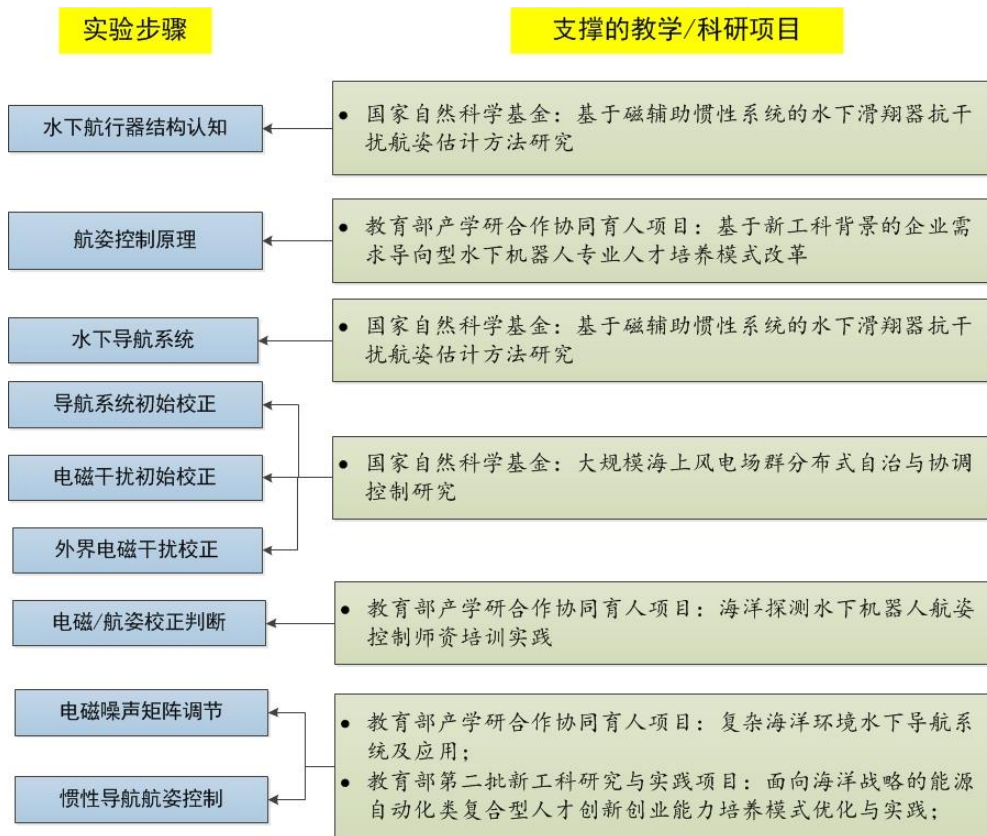 实验步骤
支撑的教学/科研项目
水下航行器结构认知
• 国家自然科学基金：基于磁辅助惯性系统的水下滑翔器抗干
扰航姿估计方法研究
航姿控制原理
• 教育部产学研合作协同育人项目：基于新工科背景的企业需
求导向型水下机器人专业人才培养模式改革
水下导航系统
• 国家自然科学基金：基于磁辅助惯性系统的水下滑翔器抗干
扰航姿估计方法研究
导航系统初始校正
电磁干扰初始校正
外界电磁干扰校正
• 国家自然科学基金：大规模海上风电场群分布式自治与协调
控制研究
电磁/航姿校正判断
• 教育部产学研合作协同育人项目：海洋探测水下机器人航姿
控制师资培训实践
电磁噪声矩阵调节
惯性导航航姿控制
• 教育部产学研合作协同育人项目：复杂海洋环境水下导航系
统及应用；
• 教育部第二批新工科研究与实践项目：面向海洋战略的能源
自动化类复合型人才创新创业能力培养模式优化与实践；